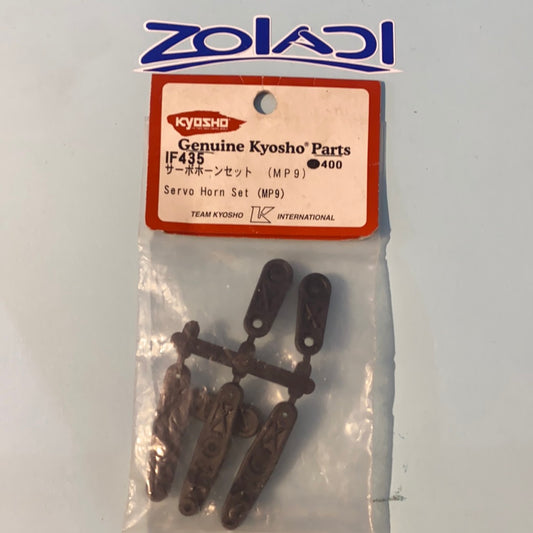 ZOIADI
KYOSHO
Genuine Kyosho® Parts
IF435 ●400
サーボホーンセット (MP9)
Servo Horn Set (MP9)
TEAM KYOSHO K INTERNATIONAL